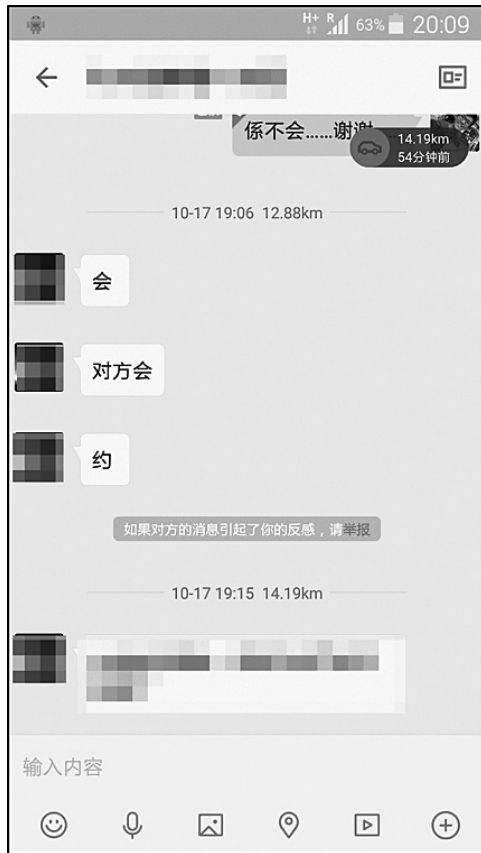 H+ R 63% 20:09
係不会……谢谢
14.19km
54分钟前
10-17 19:06 12.88km
会
对方会
约
如果对方的消息引起了你的反感，请举报
10-17 19:15 14.19km
输入内容